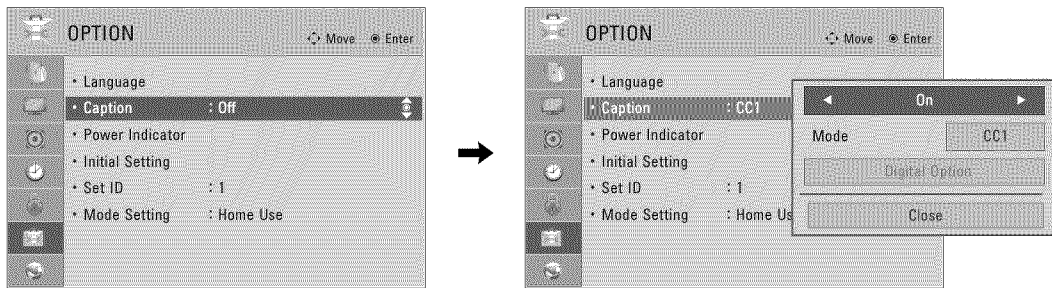 OPTION
Move Enter
• Language
• Caption : Off
• Power Indicator
• Initial Setting
• Set ID : 1
• Mode Setting : Home Use
OPTION
Move Enter
• Language
• Caption : CC1
• Power Indicator
• Initial Setting
• Set ID : 1
• Mode Setting : Home Us
On
Mode CC1
Digital Option
Close